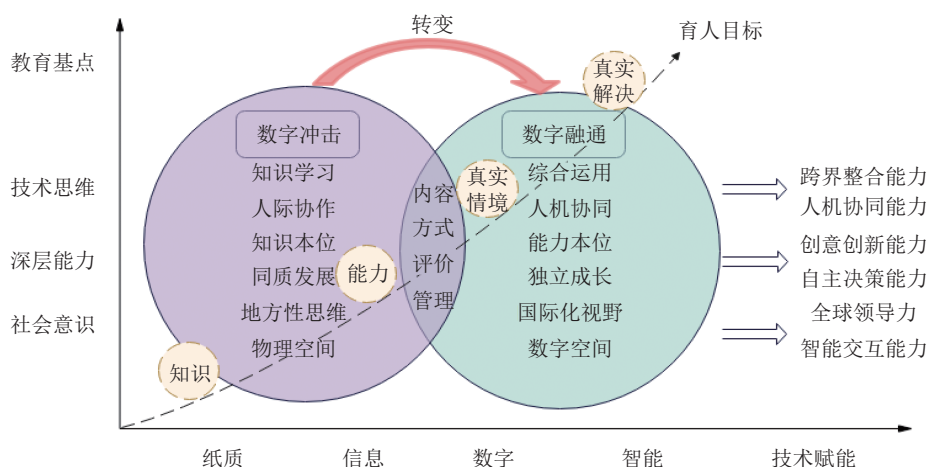 转变
育人目标
教育基点
技术思维
深层能力
社会意识
数字冲击
知识学习
人际协作
知识本位
同质发展
地方性思维
物理空间
内容
方式
评价
管理
数字融通
综合运用
人机协同
能力本位
独立成长
国际化视野
数字空间
知识
能力
真实
情境
真实
解决
跨界整合能力
人机协同能力
创意创新能力
自主决策能力
全球领导力
智能交互能力
纸质
信息
数字
智能
技术赋能